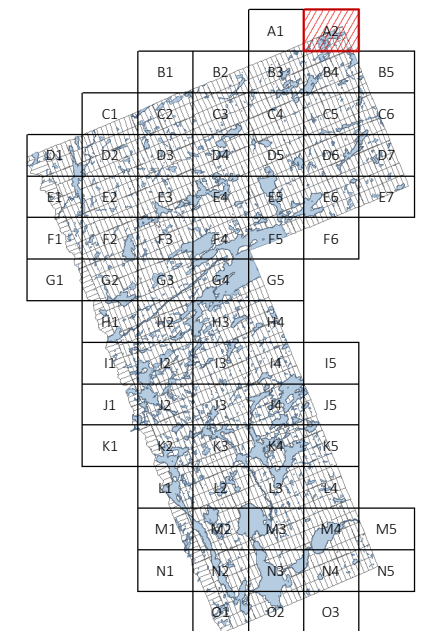 A1 A2
B1 B2 B3 B4 B5
C1 C2 C3 C4 C5 C6
D1 D2 D3 D4 D5 D6 D7
E1 E2 E3 E4 E5 E6 E7
F1 F2 F3 F4 F5 F6
G1 G2 G3 G4 G5
H1 H2 H3 H4
I1 I2 I3 I4 I5
J1 J2 J3 J4 J5
K1 K2 K3 K4 K5
L1 L2 L3 L4
M1 M2 M3 M4 M5
N1 N2 N3 N4 N5
O1 O2 O3